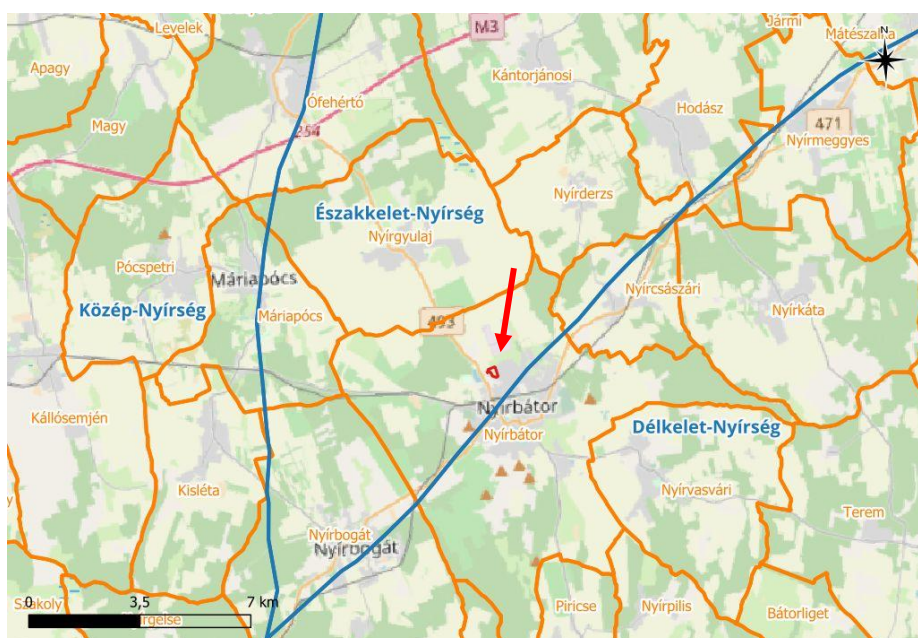 Levelek
M3
Jármi
Mátészalka
N
Apagy
Kántorjánosi
Ófehértó
Hodász
Magy
254
471
Nyírmeggyes
Nyírderzs
Északkelet-Nyírség
Nyírgyulaj
Pócspetri
Máriapócs
Nyírcsászári
Nyírkáta
Közép-Nyírség
Máriapócs
493
Kállósemjén
Nyírbátor
Nyírbátor
Délkelet-Nyírség
Kisléta
Nyírvasvári
Terem
Nyírbogát
Nyírbogát
0
3,5
7 km
Szakoly
Piricse
Nyírpilis
Bátorliget